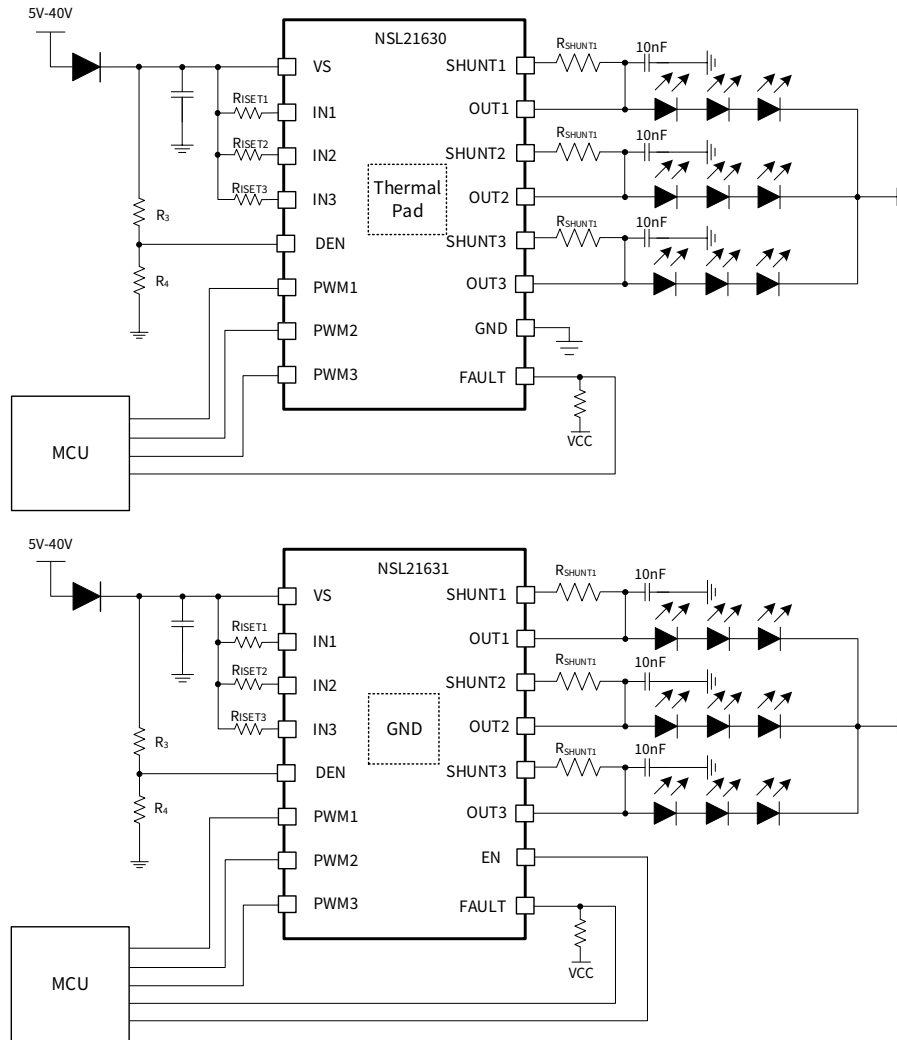 5V-40V
NSL21630
VS
SHUNT1
RSHUNT1
10nF
RISET1
IN1
OUT1
RISET2
IN2
SHUNT2
RSHUNT1
10nF
RISET3
IN3
Thermal
Pad
OUT2
R3
DEN
SHUNT3
RSHUNT1
10nF
R4
PWM1
OUT3
PWM2
GND
PWM3
FAULT
MCU
VCC
5V-40V
NSL21631
VS
SHUNT1
RSHUNT1
10nF
RISET1
IN1
OUT1
RISET2
IN2
SHUNT2
RSHUNT1
10nF
RISET3
IN3
GND
OUT2
R3
DEN
SHUNT3
RSHUNT1
10nF
R4
PWM1
OUT3
PWM2
EN
PWM3
FAULT
MCU
VCC